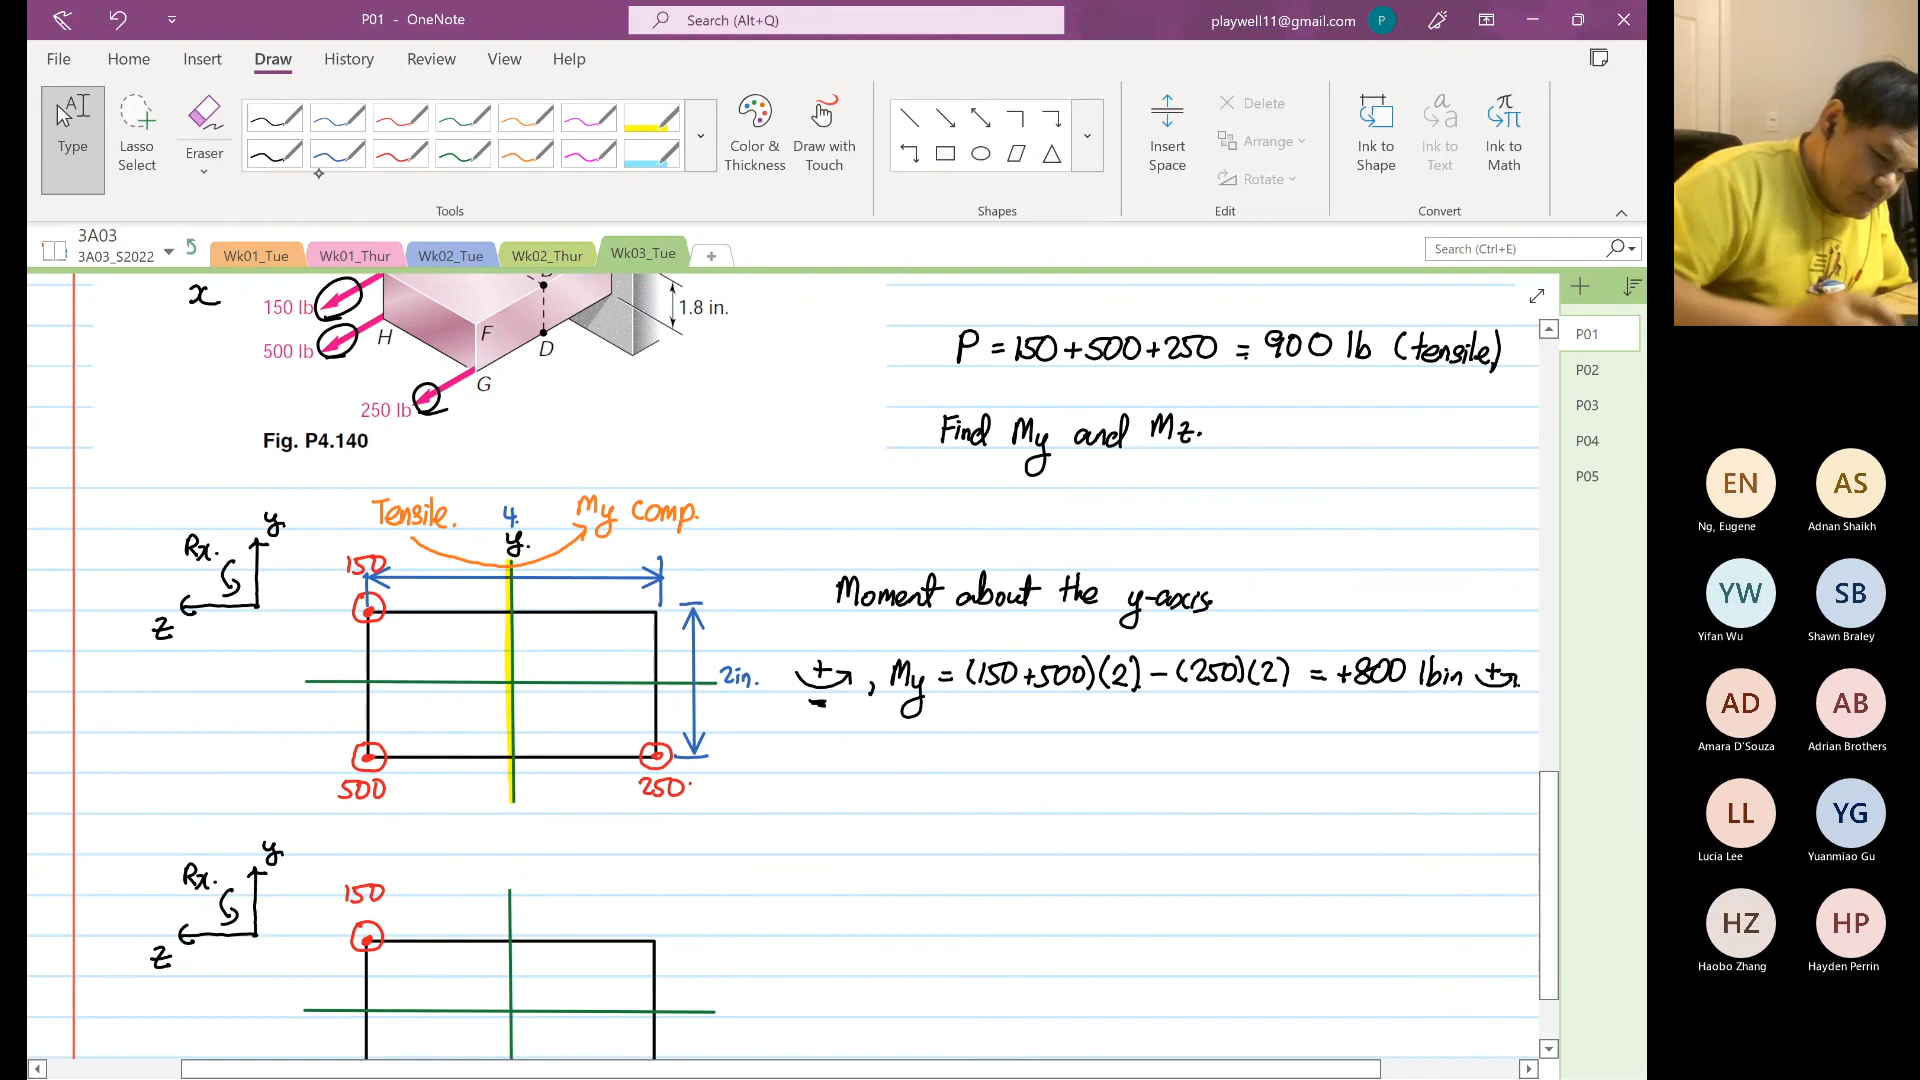 P01 - OneNote
Search (Alt+Q)
playwell11@gmail.com
P
File Home Insert Draw History Review View Help
Type
Lasso Select
Eraser
Color & Thickness
Draw with Touch
Insert Space
Delete
Arrange
Rotate
Ink to Shape
Ink to Text
Ink to Math
Tools Shapes Edit Convert
3A03
3A03_S2022
Wk01_Tue Wk01_Thur Wk02_Tue Wk02_Thur Wk03_Tue
Search (Ctrl+E)
P01
P02
P03
P04
P05
x
150 lb
500 lb
250 lb
H
F
D
G
1.8 in.
Fig. P4.140
P = 150+500+250 = 900 lb (tensile)
Find My and Mz.
Tensile.
4.
y.
My Comp.
y
Rx.
z
150
500
250
2in.
Moment about the y-axis
+
-
, My = (150+500)(2) - (250)(2) = +800 lbin +
y
Rx.
z
150
EN
Ng, Eugene
AS
Adnan Shaikh
YW
Yifan Wu
SB
Shawn Braley
AD
Amara D'Souza
AB
Adrian Brothers
LL
Lucia Lee
YG
Yuanmiao Gu
HZ
Haobo Zhang
HP
Hayden Perrin